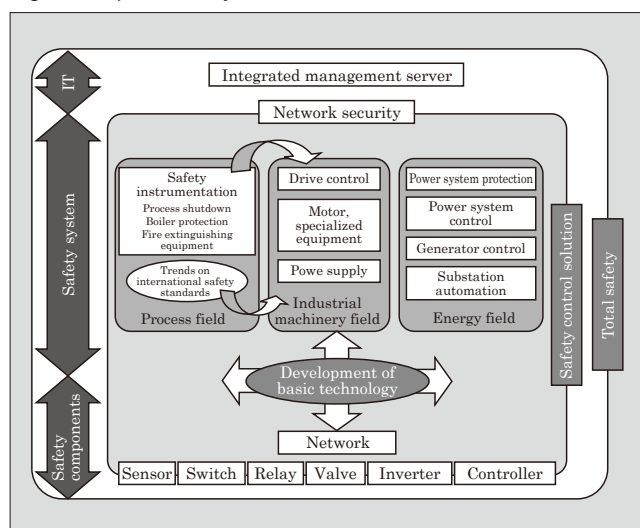 IT
Safety system
Safety
components
Integrated management server
Network security
Safety
instrumentation
Process shutdown
Boiler protection
Fire extinguishing
equipment
Trends on
international safety
standards
Process field
Drive control
Motor,
specialized
equipment
Powe supply
Industrial
machinery field
Power system protection
Power system
control
Generator control
Substation
automation
Energy field
Safety control solution
Total safety
Development of
basic technology
Network
Sensor
Switch
Relay
Valve
Inverter
Controller